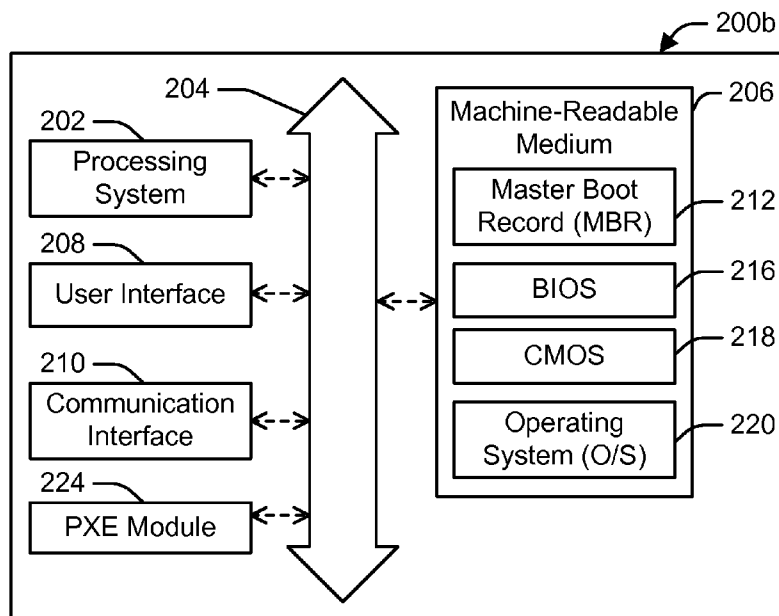 200b
204
202
Processing
System
208
User Interface
210
Communication
Interface
224
PXE Module
206
Machine-Readable
Medium
Master Boot
Record (MBR)
212
BIOS
216
CMOS
218
Operating
System (O/S)
220